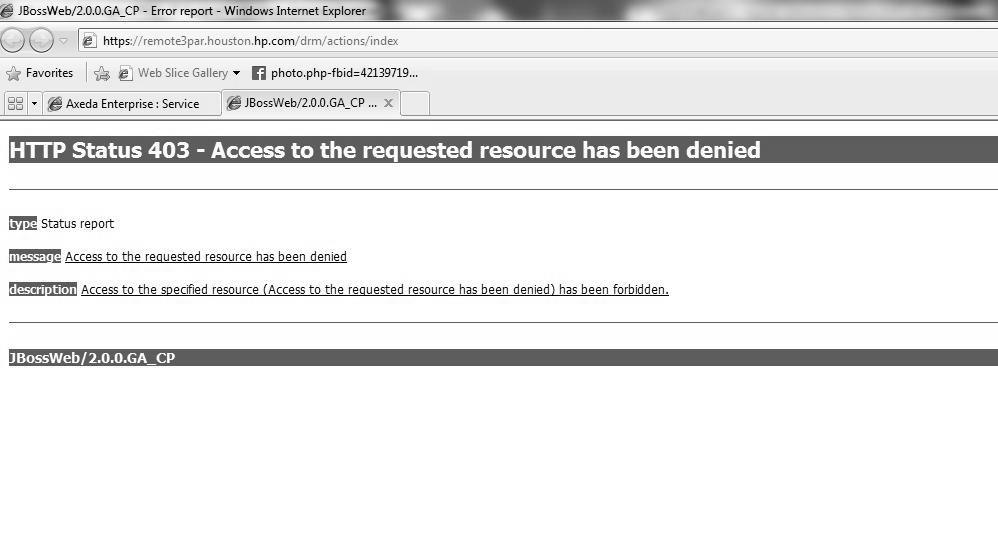 JBossWeb/2.0.0.GA_CP - Error report - Windows Internet Explorer
https://remote3par.houston.hp.com/drm/actions/index
Favorites Web Slice Gallery photo.php-fbid=42139719...
Axeda Enterprise : Service JBossWeb/2.0.0.GA_CP ...
HTTP Status 403 - Access to the requested resource has been denied
type Status report
message Access to the requested resource has been denied
description Access to the specified resource (Access to the requested resource has been denied) has been forbidden.
JBossWeb/2.0.0.GA_CP